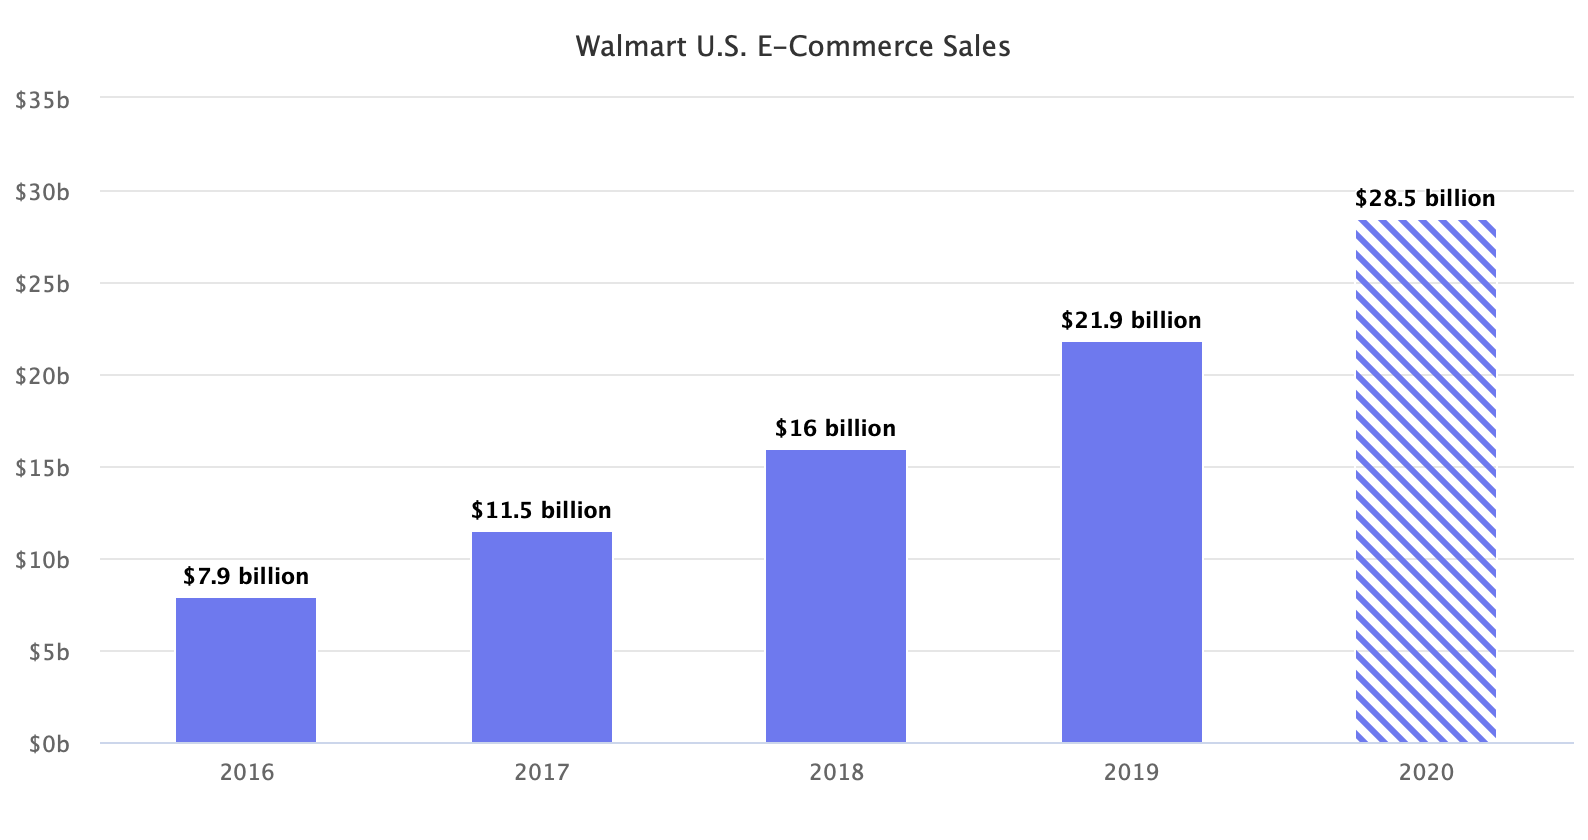 Walmart U.S. E-Commerce Sales
$35b
$30b
$28.5 billion
$25b
$21.9 billion
$20b
$16 billion
$15b
$11.5 billion
$10b
$7.9 billion
$5b
$0b
2016 2017 2018 2019 2020